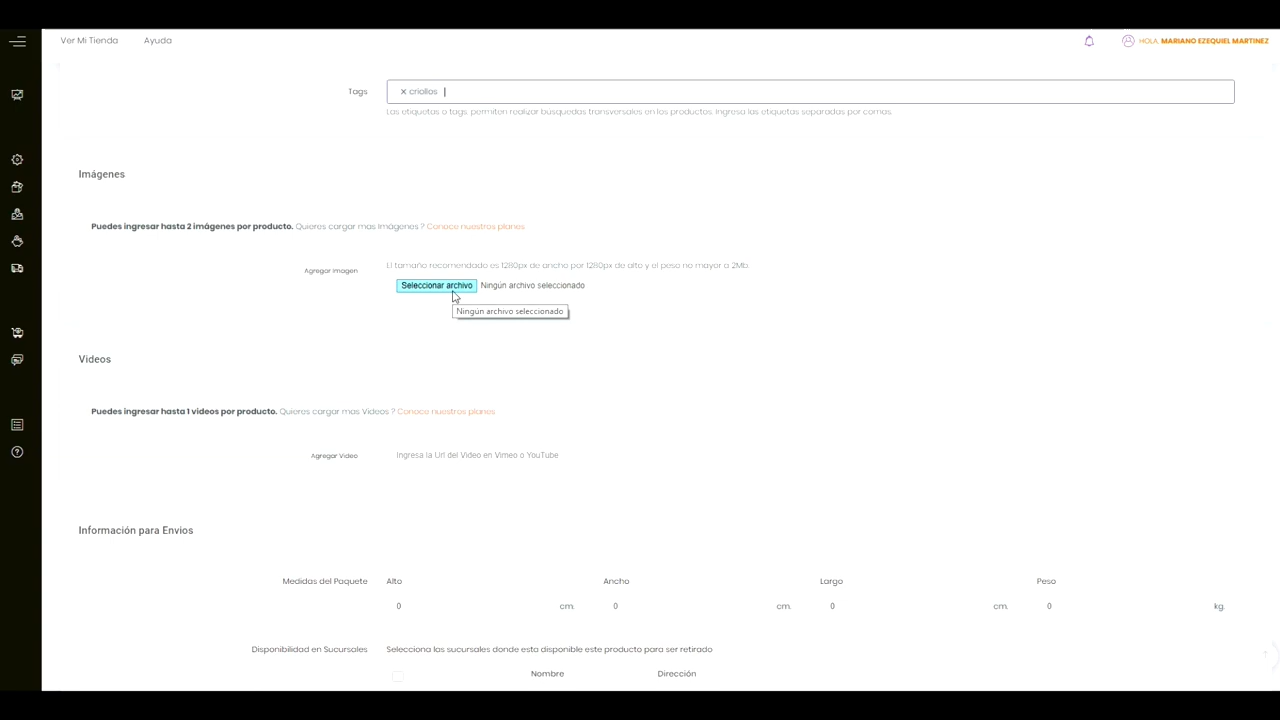 Ver Mi Tienda Ayuda HOLA, MARIANO EZEQUIEL MARTINEZ
Tags × criollos
Las etiquetas o tags permiten realizar busquedas transversales en los productos. Ingresa las etiquetas separadas por comas.
Imágenes
Puedes ingresar hasta 2 imágenes por producto. Quieres cargar mas Imágenes ? Conoce nuestros planes
Agregar imagen El tamaño recomendado es 1280px de ancho por 1280px de alto y el peso no mayor a 2Mb.
Seleccionar archivo Ningún archivo seleccionado
Ningún archivo seleccionado
Videos
Puedes ingresar hasta 1 videos por producto. Quieres cargar mas Videos ? Conoce nuestros planes
Agregar Video Ingresa la Url del Video en Vimeo o YouTube
Información para Envios
Medidas del Paquete Alto Ancho Largo Peso
0 cm. 0 cm. 0 cm. 0 kg.
Disponibilidad en Sucursales Selecciona las sucursales donde esta disponible este producto para ser retirado
Nombre Dirección